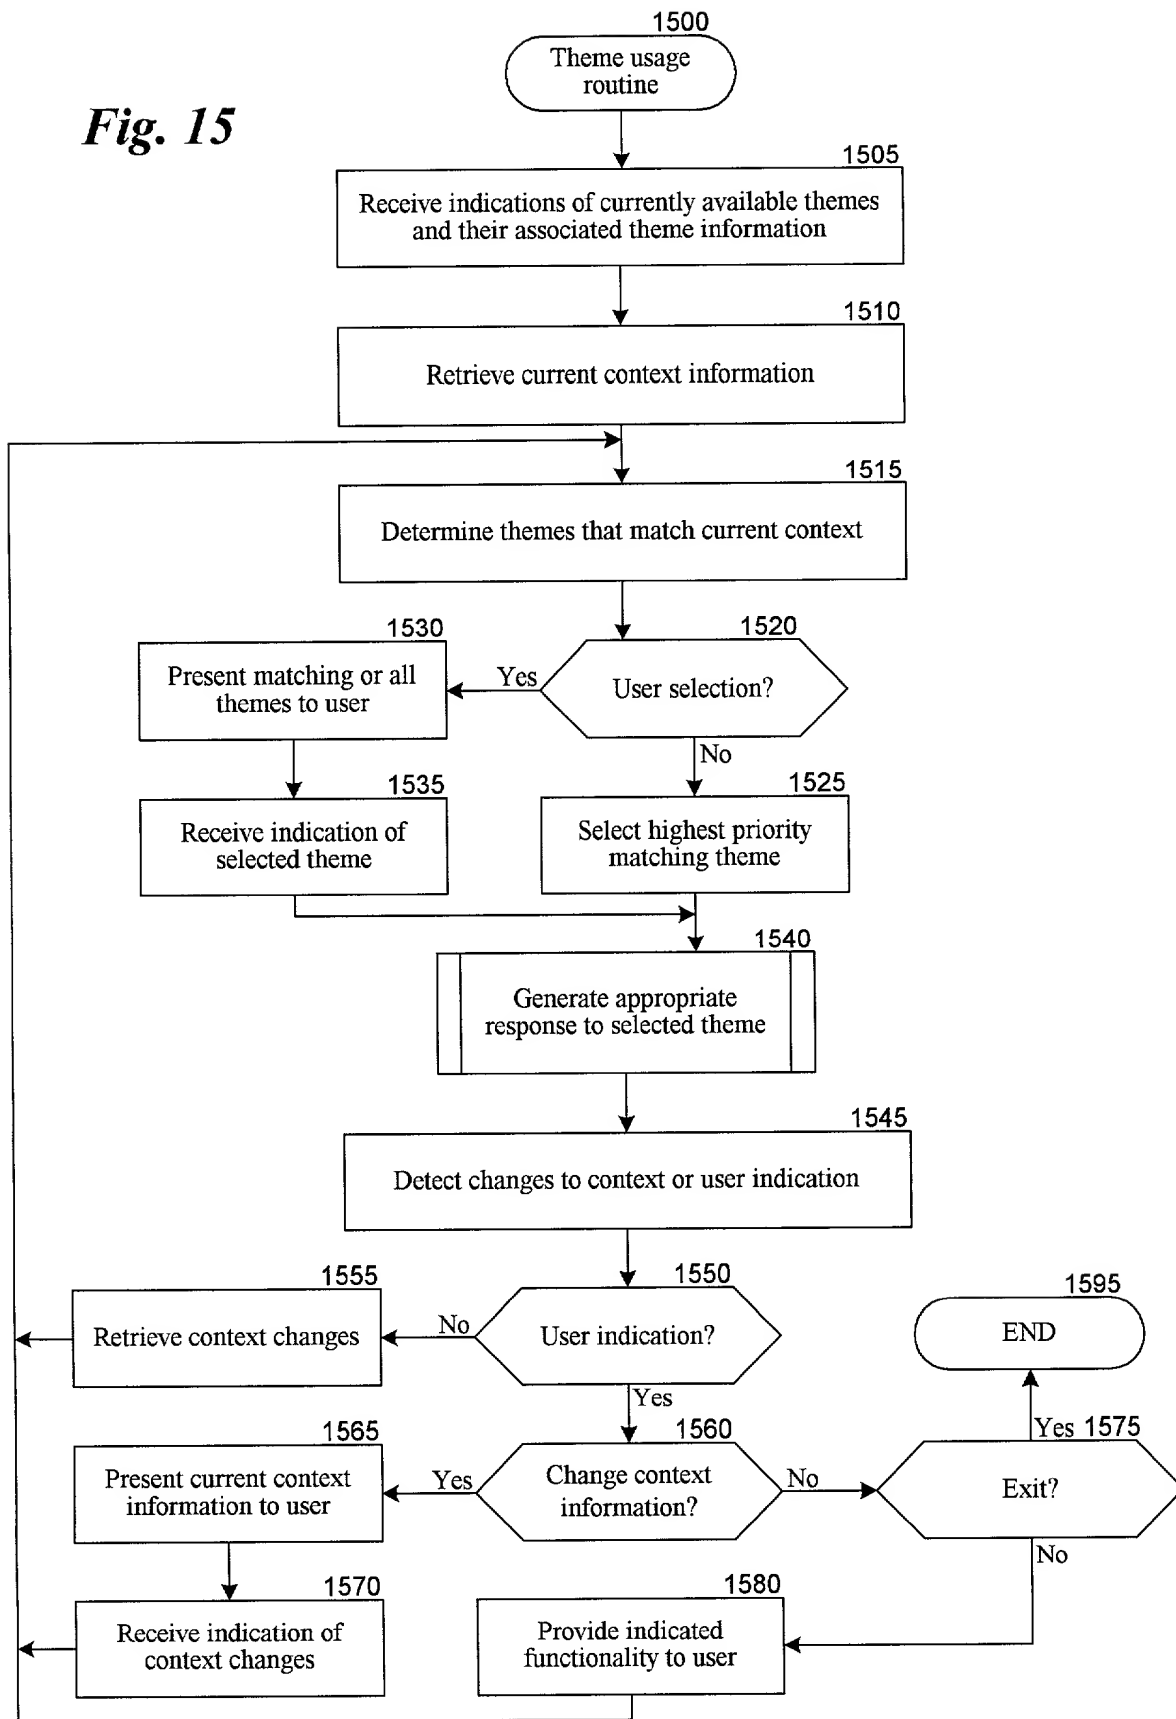 1500
Theme usage
routine
Fig. 15
1505
Receive indications of currently available themes
and their associated theme information
1510
Retrieve current context information
1515
Determine themes that match current context
1530
1520
Present matching or all
themes to user
Yes
User selection?
No
1535
1525
Receive indication of
selected theme
Select highest priority
matching theme
1540
Generate appropriate
response to selected theme
1545
Detect changes to context or user indication
1555
1550
1595
Retrieve context changes
No
User indication?
END
Yes
1565
1560
Yes 1575
Present current context
information to user
Yes
Change context
information?
No
Exit?
No
1570
1580
Receive indication of
context changes
Provide indicated
functionality to user